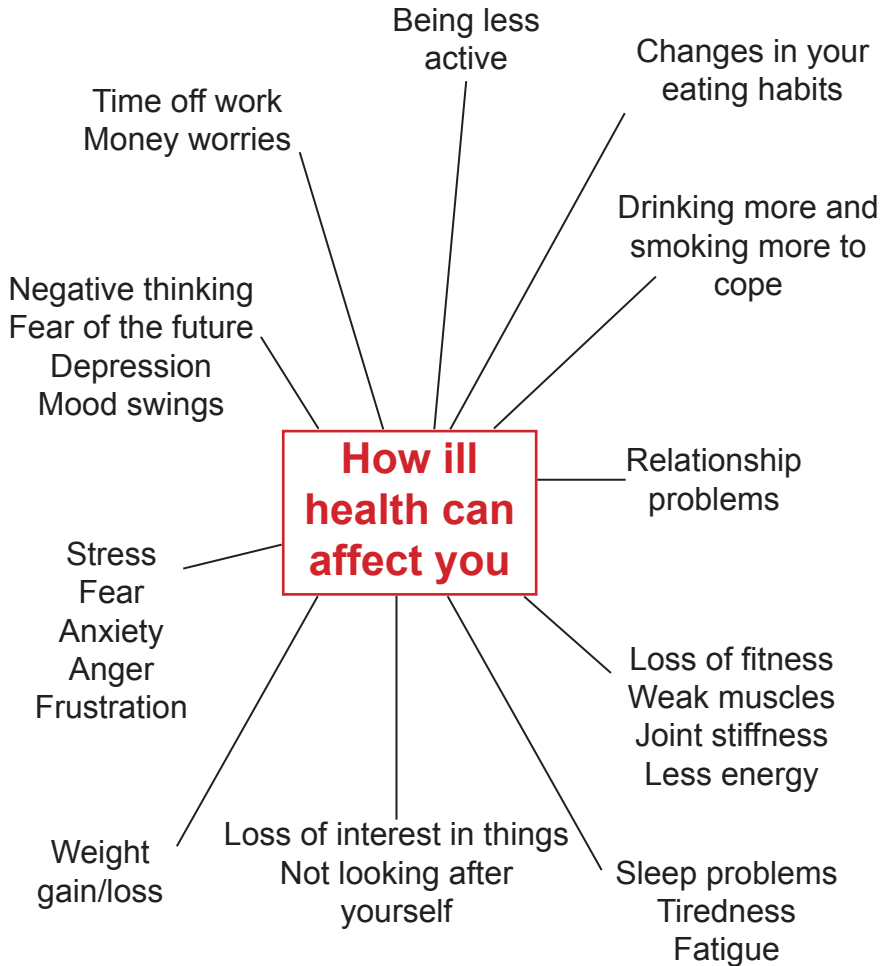 Being less
active
Changes in your
eating habits
Time off work
Money worries
Drinking more and
smoking more to
cope
Negative thinking
Fear of the future
Depression
Mood swings
How ill
health can
affect you
Relationship
problems
Stress
Fear
Anxiety
Anger
Frustration
Loss of fitness
Weak muscles
Joint stiffness
Less energy
Weight
gain/loss
Loss of interest in things
Not looking after
yourself
Sleep problems
Tiredness
Fatigue